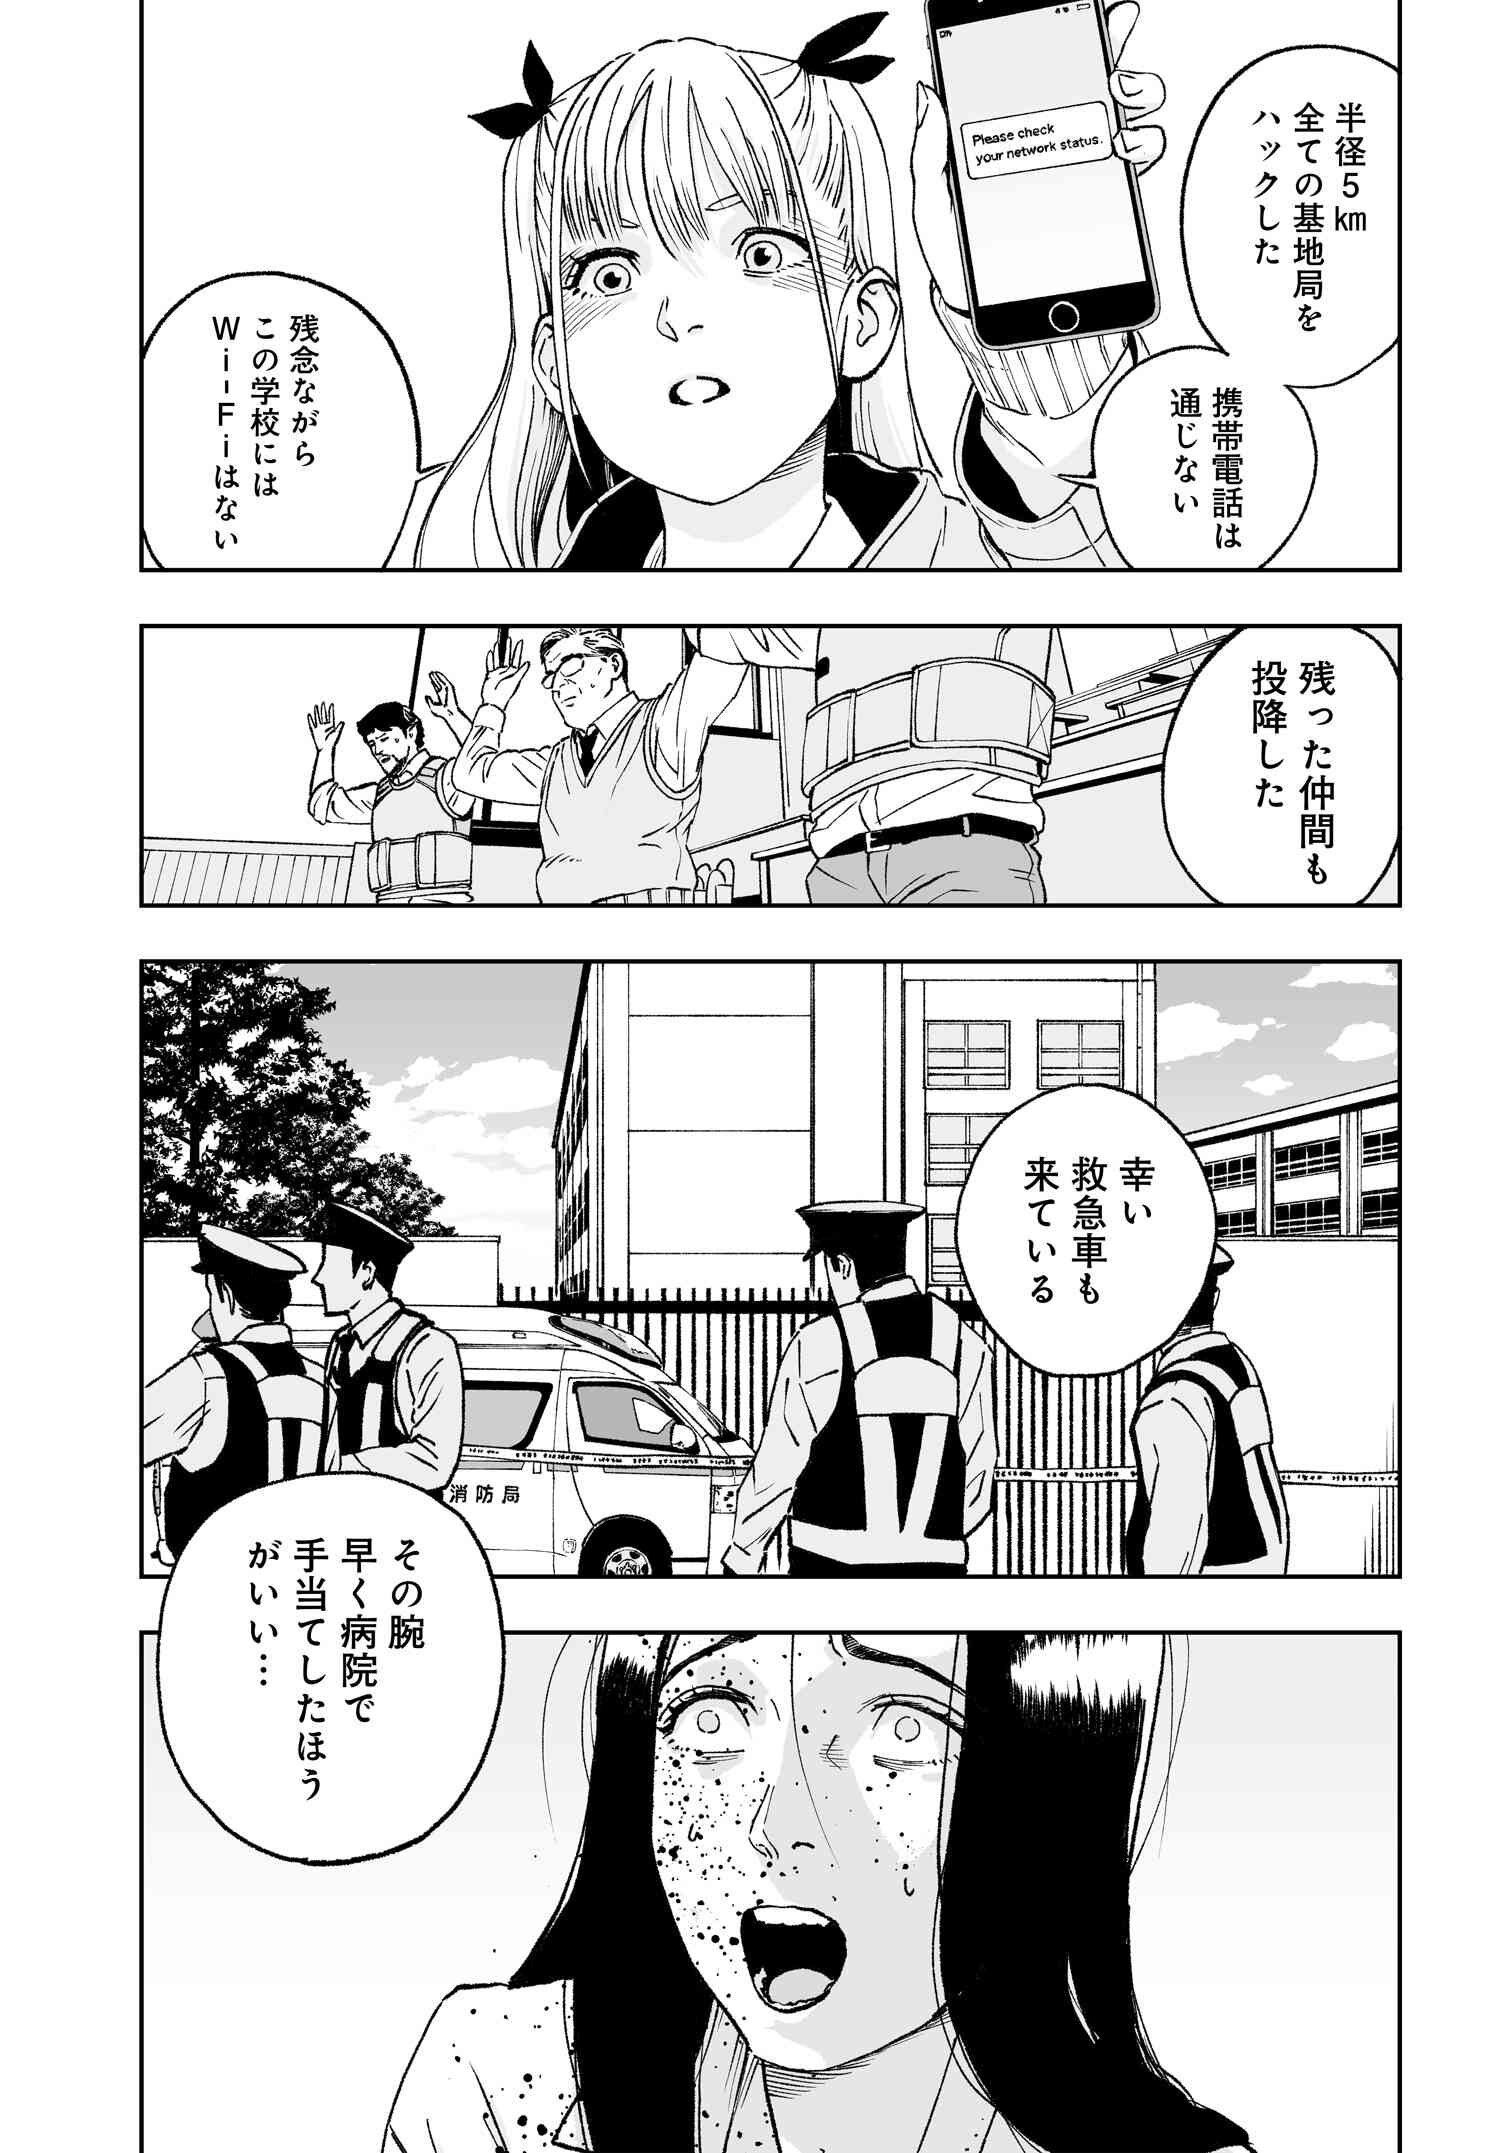 半径5㎞
全ての基地局を
ハックした
Please check
your network status.
携帯電話は
通じない
残念ながら
この学校には
Wi-Fiはない
残った仲間も
投降した
幸い
救急車も
来ている
消防局
その腕
早く病院で
手当てしたほう
がいい…